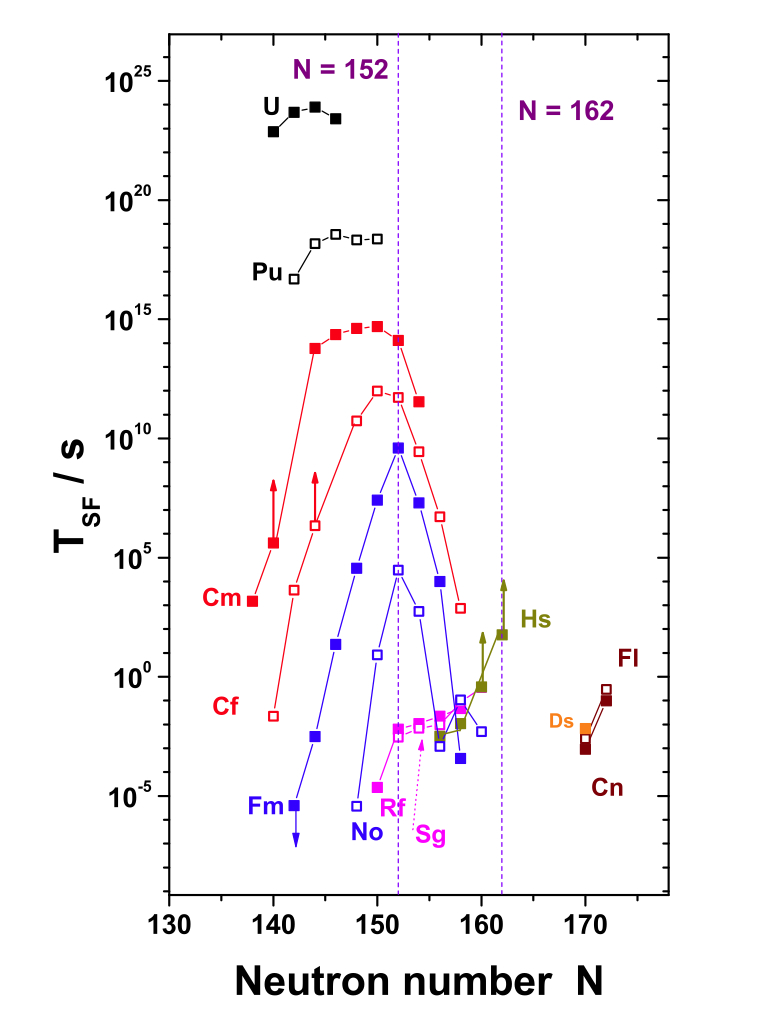 10^25
N = 152
U
N = 162
10^20
Pu
10^15
10^10
T_SF / s
10^5
Cm
Hs
10^0
Fl
Cf
Ds
10^-5
Cn
Fm
Rf
No
Sg
130
140
150
160
170
Neutron number N